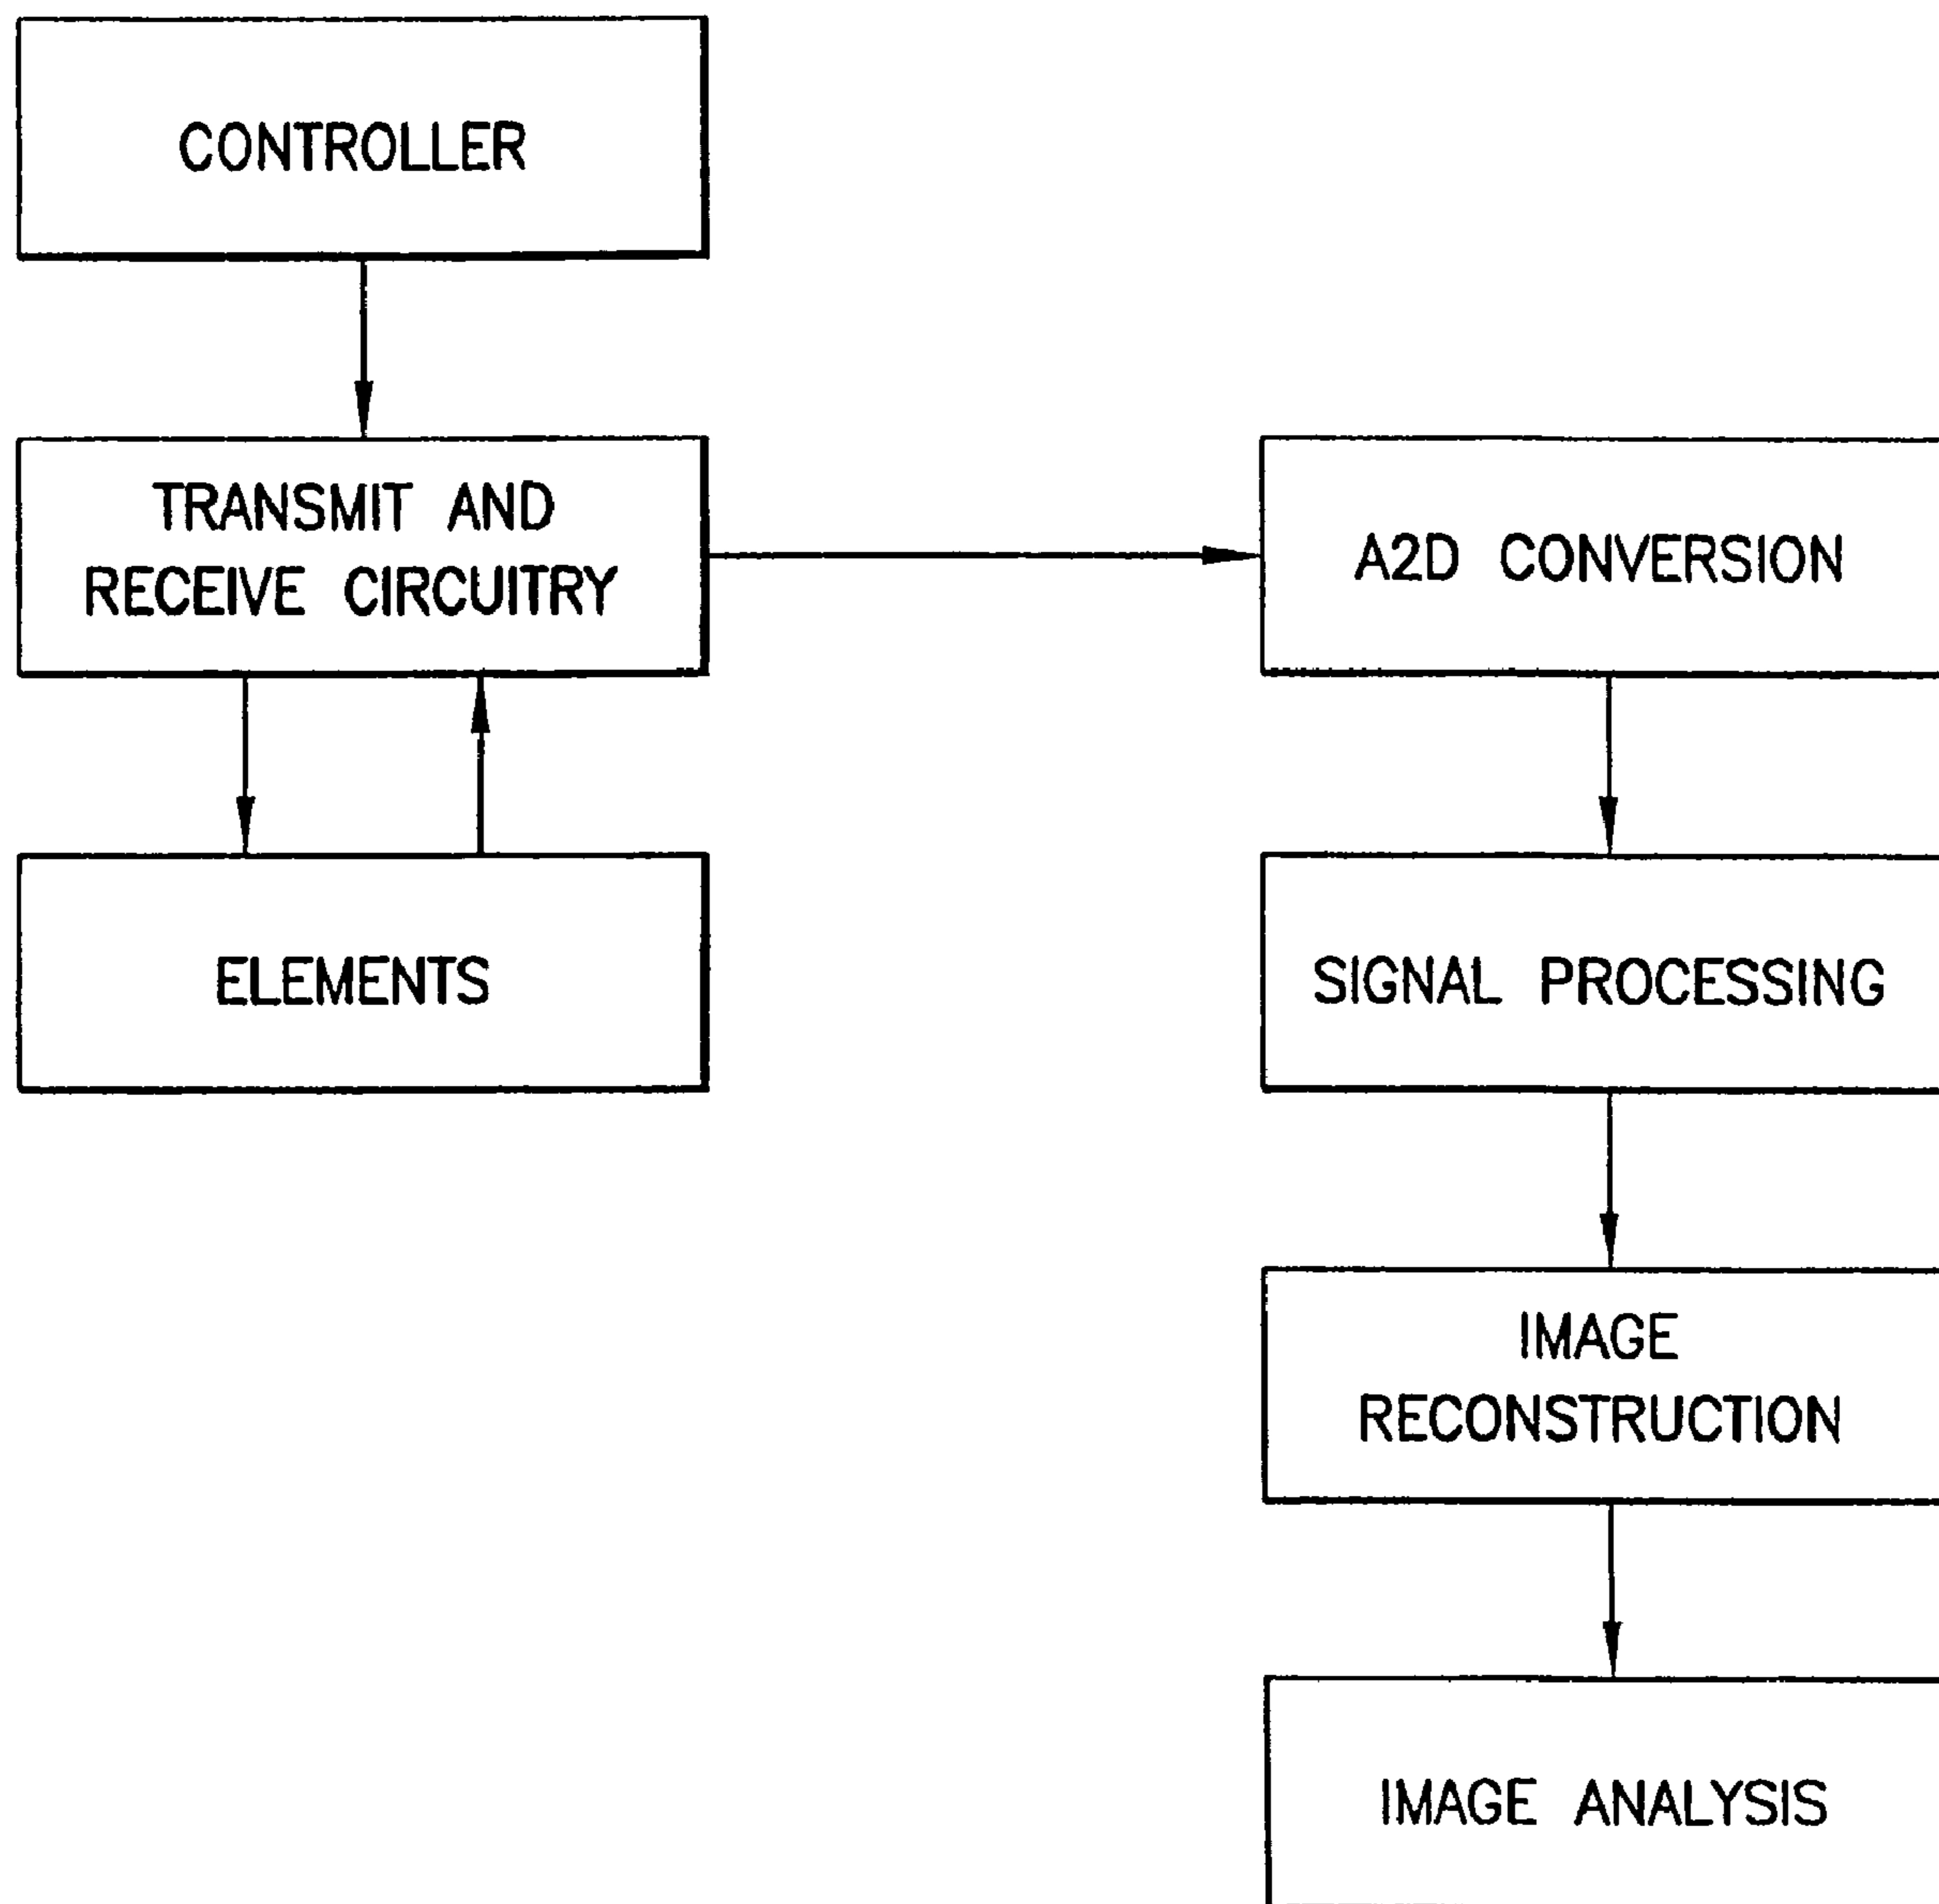 CONTROLLER
TRANSMIT AND
RECEIVE CIRCUITRY
A2D CONVERSION
ELEMENTS
SIGNAL PROCESSING
IMAGE
RECONSTRUCTION
IMAGE ANALYSIS